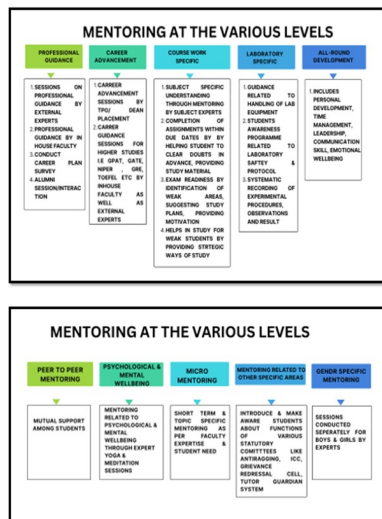 MENTORING AT THE VARIOUS LEVELS
PROFESSIONAL
GUIDANCE
1. SESSIONS ON
PROFESSIONAL
GUIDANCE BY
EXTERNAL
EXPERTS
2. PROFESSIONAL
GUIDANCE BY IN
HOUSE FACULTY
3. CONDUCT
CAREER PLAN
SURVEY
4. ALUMNI
SESSION/INTERAC
TION
CAREER
ADVANCEMENT
1. CARREER
ADVANCEMENT
SESSIONS BY
TPO/ DEAN
PLACEMENT
2. CARRER
GUIDANCE
SESSIONS FOR
HIGHER STUDIES
I.E GPAT, GATE,
NIPER , GRE,
TOEFEL ETC BY
INHOUSE
FACULTY AS
WELL AS
EXTERNAL
EXPERTS
COURSE WORK
SPECIFIC
1. SUBJECT SPECIFIC
UNDERSTANDING
THROUGH MENTORING
BY SUBJECT EXPERTS
2. COMPLETION OF
ASSIGNMENTS WITHIN
DUE DATES BY BY
HELPING STUDENT TO
CLEAR DOUBTS IN
ADVANCE, PROVIDING
STUDY MATERIAL
3. EXAM READINESS BY
IDENTIFICATION OF
WEAK AREAS,
SUGGESTING STUDY
PLANS, PROVIDING
MOTIVATION
4. HELPS IN STUDY FOR
WEAK STUDENTS BY
PROVIDING STRTEGIC
WAYS OF STUDY
LABORATORY
SPECIFIC
1. GUIDANCE
RELATED TO
HANDLING OF LAB
EQUIPMENT
2. STUDENTS
AWARENESS
PROGRAMME
RELATED TO
LABORATORY
SAFTEY &
PROTOCOL
3. SYSTEMATIC
RECORDING OF
EXPERIMENTAL
PROCEDURES,
OBSERVATIONS
AND RESULT
ALL-ROUND
DEVELOPMENT
1. INCLUDES
PERSONAL
DEVELOPMENT,
TIME
MANAGEMENT,
LEADERSHIP,
COMMUNICATION
SKILL, EMOTIONAL
WELLBEING
MENTORING AT THE VARIOUS LEVELS
PEER TO PEER
MENTORING
MUTUAL SUPPORT
AMONG STUDENTS
PSYCHOLOGICAL &
MENTAL
WELLBEING
MENTORING
RELATED TO
PSYCHOLOGICAL &
MENTAL
WELLBEING
THROUGH EXPERT
YOGA &
MEDITATION
SESSIONS
MICRO
MENTORING
SHORT TERM &
TOPIC SPECIFIC
MENTORING AS
PER FACULTY
EXPERTISE &
STUDENT NEED
MENTORING RELATED TO
OTHER SPECIFIC AREAS
INTRODUCE & MAKE
AWARE STUDENTS
ABOUT FUNCTIONS
OF VARIOUS
STATUTORY
COMITTTEES LIKE
ANTIRAGGING, ICC,
GRIEVANCE
REDRESSAL CELL,
TUTOR GUARDIAN
SYSTEM
GENDR SPECIFIC
MENTORING
SESSIONS
CONDUCTED
SEPERATELY FOR
BOYS & GIRLS BY
EXPERTS